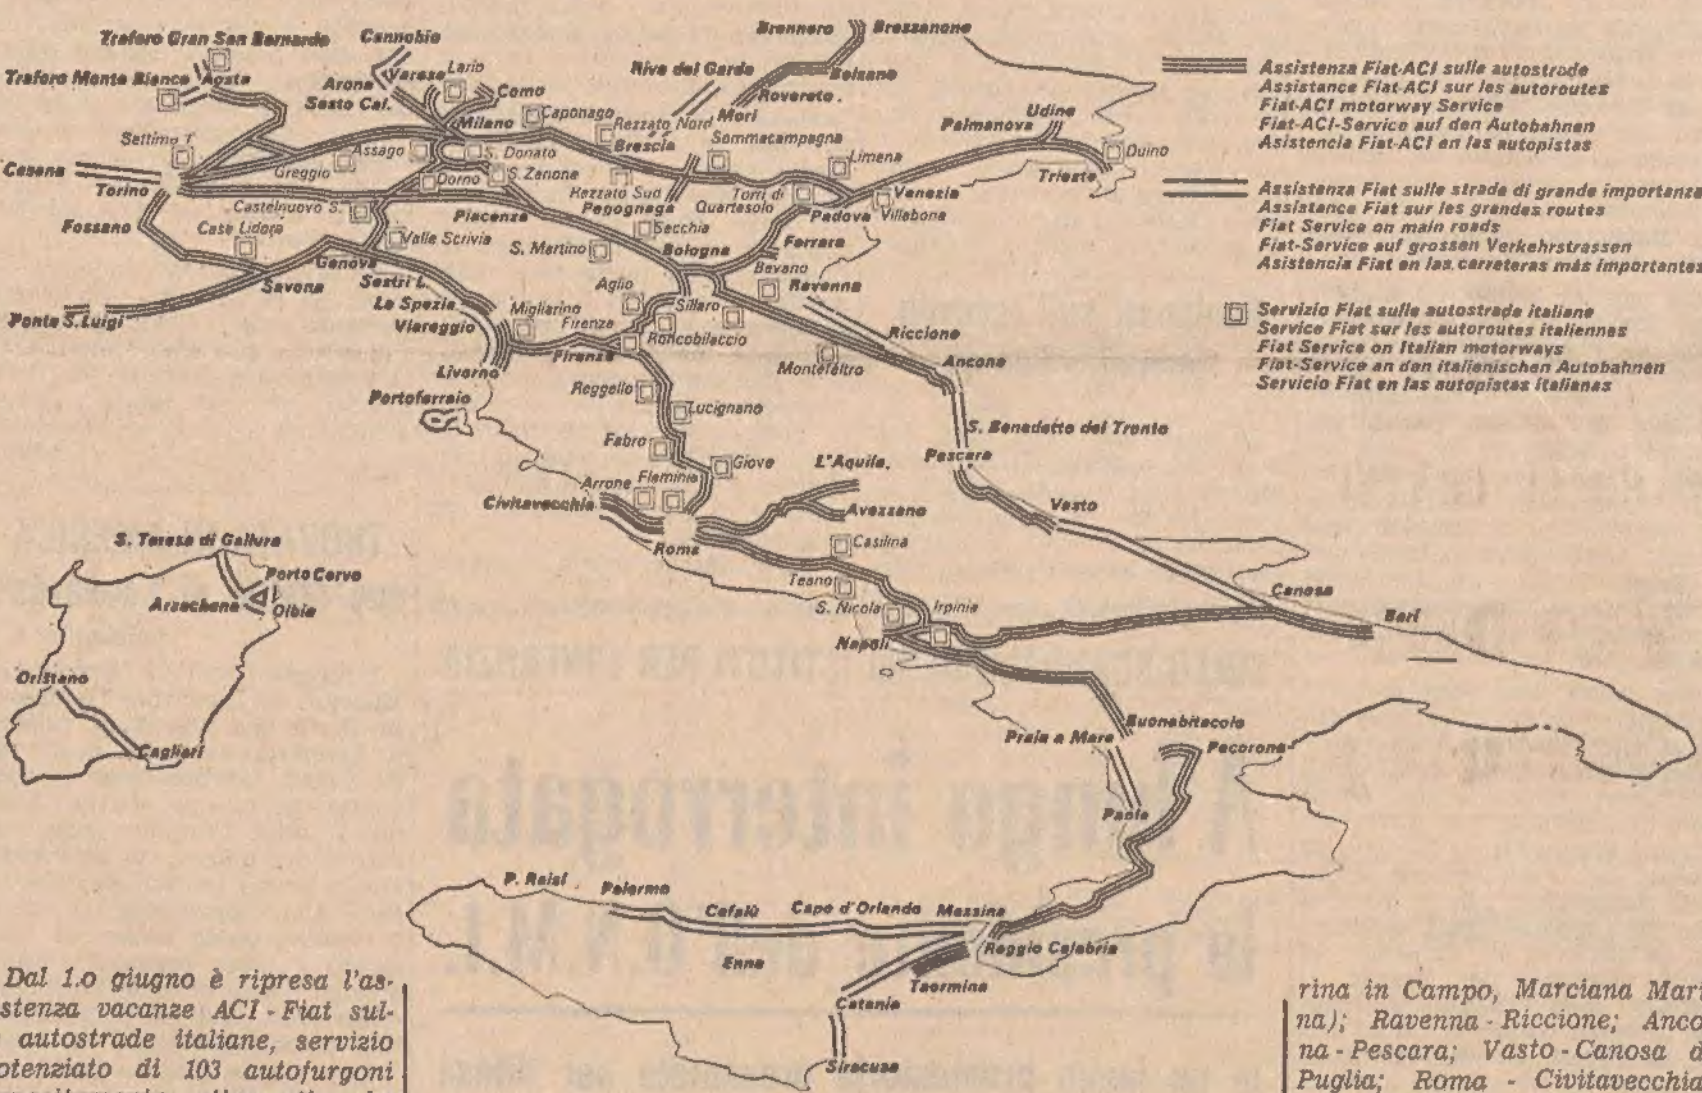 Traforo Gran San Bernardo
Cannobio
Brennero
Bressanone
Traforo Monte Bianco
Aosta
Arona
Varese
Lario
Riva del Garda
Bolzano
Sesto Cal.
Como
Rovereto.
Mori
Caponago
Milano
Rezzato Nord
Brescia
Sommacampagna
Udine
Palmanova
Settimo T.
Assago
S. Donato
Limena
Duino
Cesana
Greggio
Dorno
S. Zenone
Rezzato Sud
Trieste
Torino
Castelnuovo S.
Piacenza
Pegognaga
Torri di
Quartesolo
Venezia
Padova
Villabona
Fossano
Case Lidora
Valle Scrivia
Secchia
S. Martino
Bologna
Ferrara
Genova
Bevano
Savona
Sestri L.
Aglio
Ravenna
La Spezia
Sillaro
Ponte S. Luigi
Viareggio
Migliarino
Firenze
Roncobilaccio
Riccione
Firenze
Livorno
Montefeltro
Ancona
Portoferraio
Reggello
Lucignano
S. Benedetto del Tronto
Fabro
Giove
L'Aquila.
Pescara
Arrone
Flaminia
Civitavecchia
Avezzano
Vasto
Roma
Casilina
S. Teresa di Gallura
Teano
Porto Cervo
Canosa
Arzachena
Olbia
S. Nicola
Irpinia
Bari
Napoli
Oristano
Buonabitacolo
Cagliari
Praia a Mare
Pecorone
Paola
P. Raisi
Palermo
Cefalù
Capo d'Orlando
Messina
Reggio Calabria
Enna
Taormina
Catania
Siracusa
Assistenza Fiat-ACI sulle autostrade
Assistance Fiat-ACI sur les autoroutes
Fiat-ACI motorway Service
Fiat-ACI-Service auf den Autobahnen
Asistencia Fiat-ACI en las autopistas
Assistenza Fiat sulle strade di grande importanza
Assistance Fiat sur les grandes routes
Fiat Service on main roads
Fiat-Service auf grossen Verkehrstrassen
Asistencia Fiat en las carreteras más importantes
Servizio Fiat sulle autostrade italiane
Service Fiat sur les autoroutes italiennes
Fiat Service on Italian motorways
Fiat-Service an den italienischen Autobahnen
Servicio Fiat en las autopistas italianas
Dal 1.o giugno è ripresa l'as-
stenza vacanze ACI - Fiat sul-
autostrade italiane, servizio
otenziato di 103 autofurgoni
rina in Campo, Marciana Mari
na); Ravenna - Riccione; Anco
na - Pescara; Vasto - Canosa d
Puglia; Roma - Civitavecchia